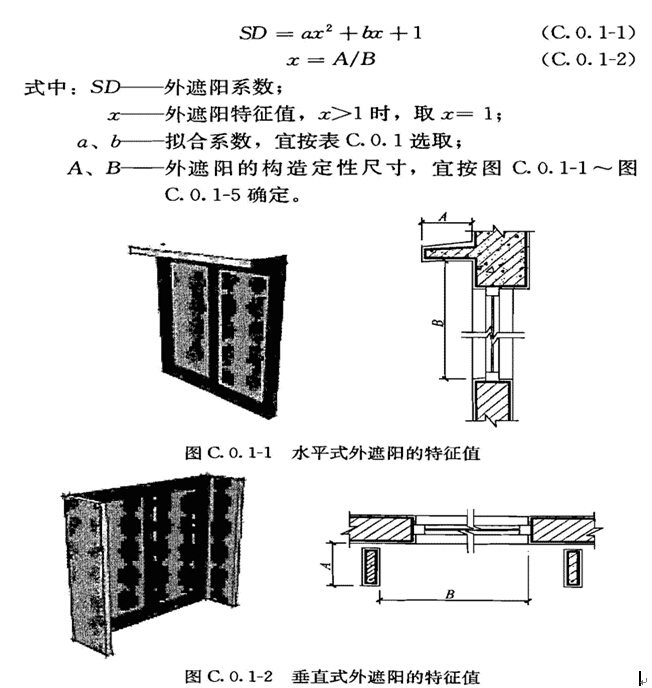 SD = ax² + bx + 1 (C. 0. 1-1)
x = A/B (C. 0. 1-2)
式中：SD——外遮阳系数；
x——外遮阳特征值，x>1 时，取 x= 1；
a、b——拟合系数，宜按表 C. 0. 1 选取；
A、B——外遮阳的构造定性尺寸，宜按图 C. 0. 1-1～图
C. 0. 1-5 确定。
A
B
图 C. 0. 1-1 水平式外遮阳的特征值
A
B
图 C. 0. 1-2 垂直式外遮阳的特征值